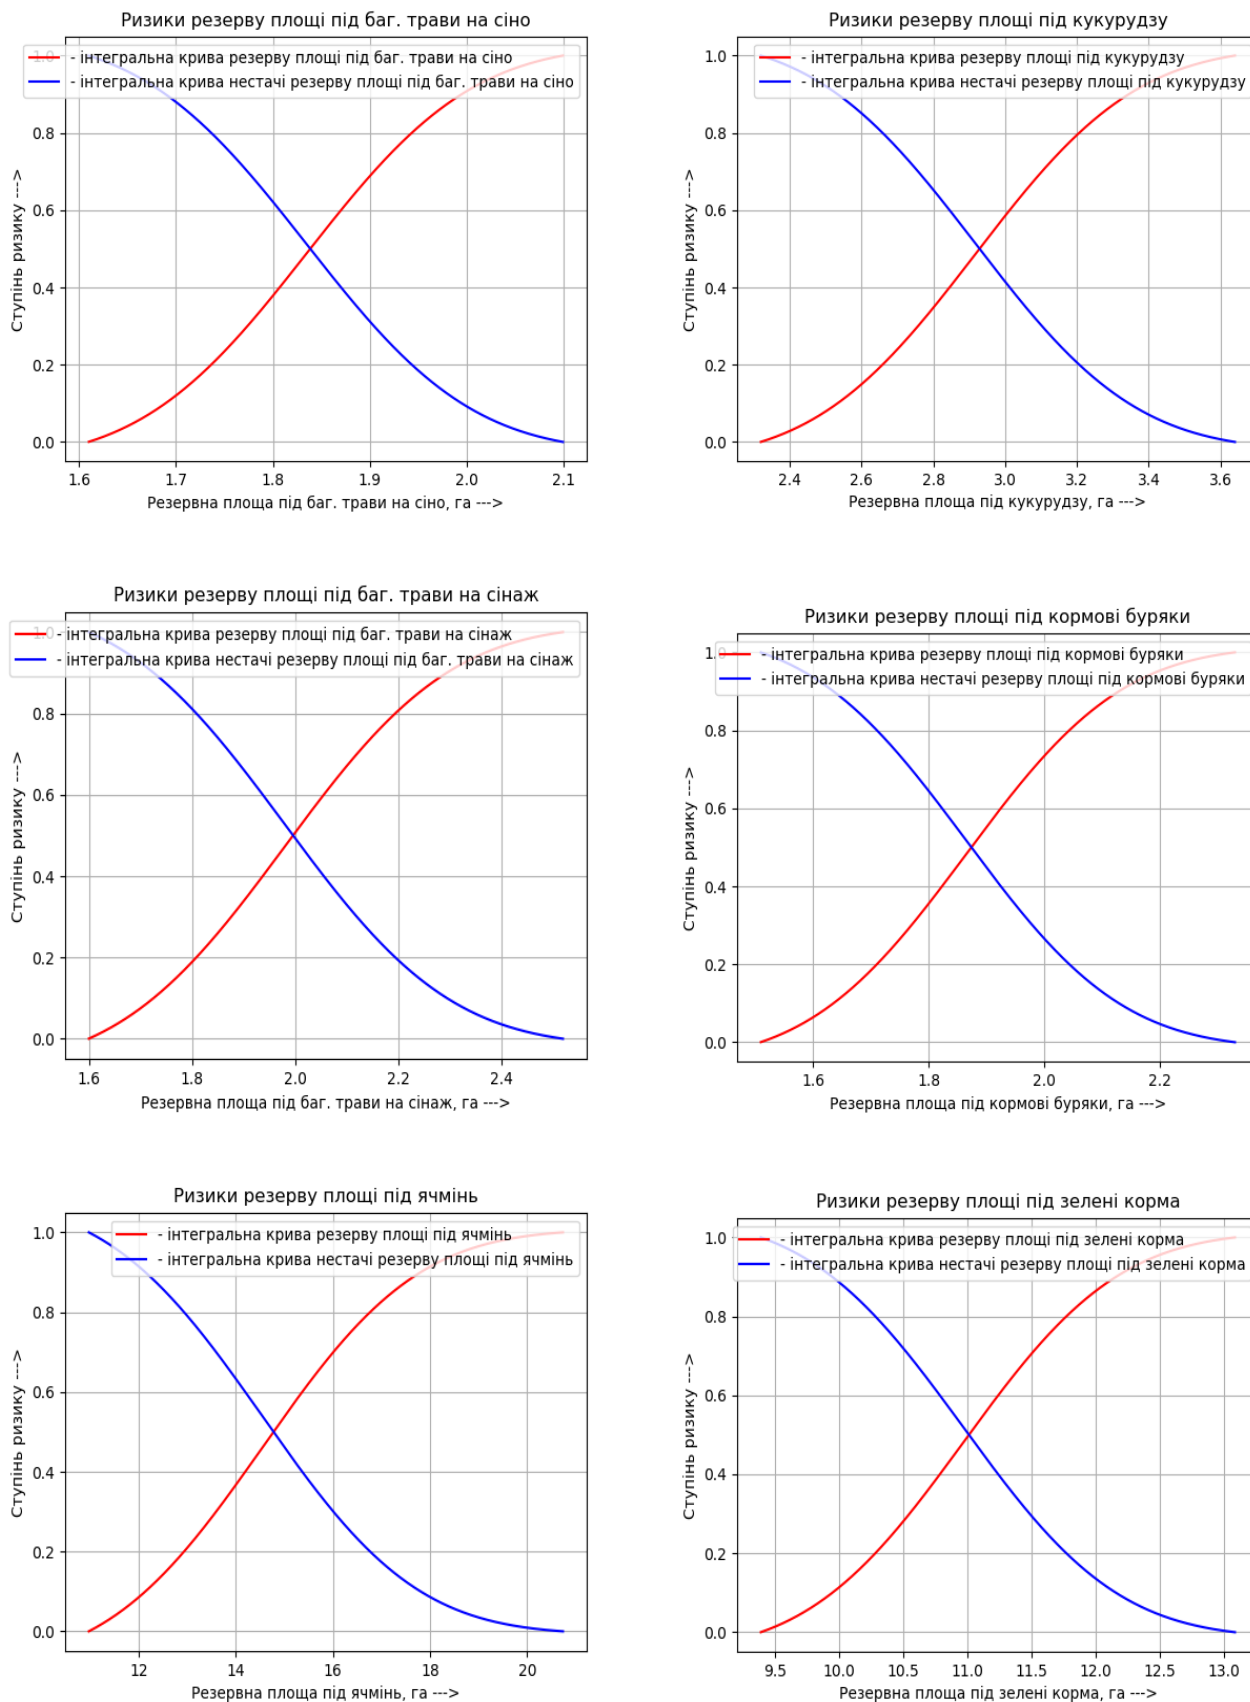 Ризики резерву площі під баг. трави на сіно
- інтегральна крива резерву площі під баг. трави на сіно
- інтегральна крива нестачі резерву площі під баг. трави на сіно
Ступінь ризику --->
1.0
0.8
0.6
0.4
0.2
0.0
1.6 1.7 1.8 1.9 2.0 2.1
Резервна площа під баг. трави на сіно, га --->
Ризики резерву площі під кукурудзу
- інтегральна крива резерву площі під кукурудзу
- інтегральна крива нестачі резерву площі під кукурудзу
Ступінь ризику --->
1.0
0.8
0.6
0.4
0.2
0.0
2.4 2.6 2.8 3.0 3.2 3.4 3.6
Резервна площа під кукурудзу, га --->
Ризики резерву площі під баг. трави на сінаж
- інтегральна крива резерву площі під баг. трави на сінаж
- інтегральна крива нестачі резерву площі під баг. трави на сінаж
Ступінь ризику --->
1.0
0.8
0.6
0.4
0.2
0.0
1.6 1.8 2.0 2.2 2.4
Резервна площа під баг. трави на сінаж, га --->
Ризики резерву площі під кормові буряки
- інтегральна крива резерву площі під кормові буряки
- інтегральна крива нестачі резерву площі під кормові буряки
Ступінь ризику --->
1.0
0.8
0.6
0.4
0.2
0.0
1.6 1.8 2.0 2.2
Резервна площа під кормові буряки, га --->
Ризики резерву площі під ячмінь
- інтегральна крива резерву площі під ячмінь
- інтегральна крива нестачі резерву площі під ячмінь
Ступінь ризику --->
1.0
0.8
0.6
0.4
0.2
0.0
12 14 16 18 20
Резервна площа під ячмінь, га --->
Ризики резерву площі під зелені корма
- інтегральна крива резерву площі під зелені корма
- інтегральна крива нестачі резерву площі під зелені корма
Ступінь ризику --->
1.0
0.8
0.6
0.4
0.2
0.0
9.5 10.0 10.5 11.0 11.5 12.0 12.5 13.0
Резервна площа під зелені корма, га --->